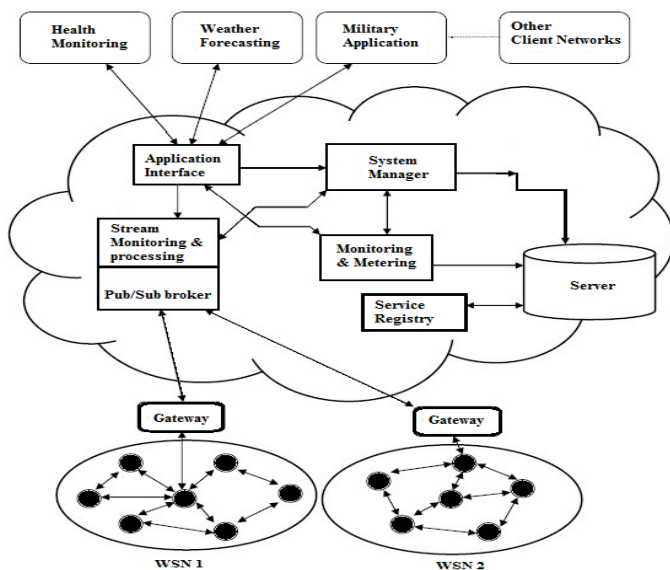 Health
Monitoring
Weather
Forecasting
Military
Application
Other
Client Networks
Application
Interface
System
Manager
Stream
Monitoring &
processing
Monitoring
& Metering
Pub/Sub broker
Service
Registry
Server
Gateway
Gateway
WSN 1
WSN 2